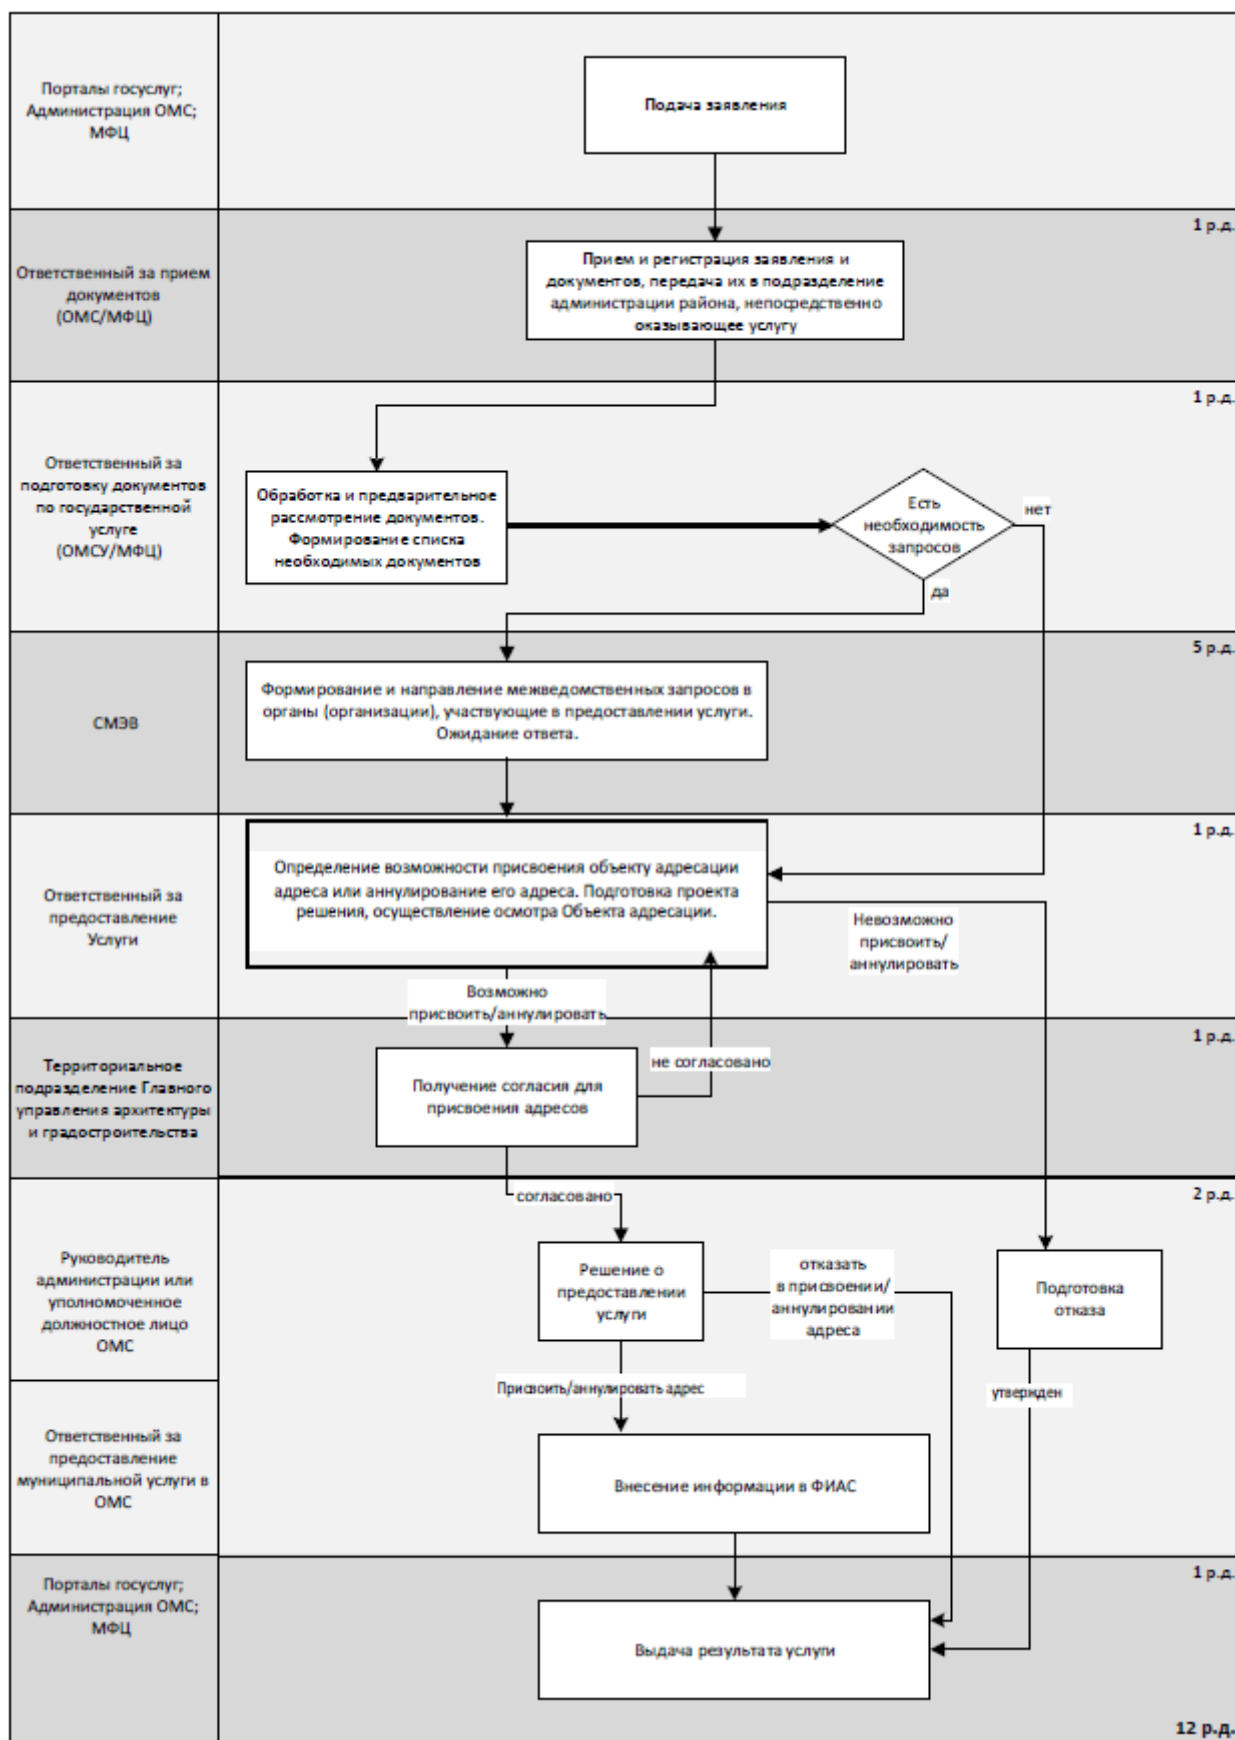 Порталы госуслуг;
Администрация ОМС;
МФЦ
Подача заявления
1 р.д.
Ответственный за прием
документов
(ОМС/МФЦ)
Прием и регистрация заявления и
документов, передача их в подразделение
администрации района, непосредственно
оказывающее услугу
1 р.д.
Ответственный за
подготовку документов
по государственной
услуге
(ОМСУ/МФЦ)
Обработка и предварительное
рассмотрение документов.
Формирование списка
необходимых документов
Есть
необходимость
запросов
нет
да
5 р.д.
СМЭВ
Формирование и направление межведомственных запросов в
органы (организации), участвующие в предоставлении услуги.
Ожидание ответа.
1 р.д.
Ответственный за
предоставление
Услуги
Определение возможности присвоения объекту адресации
адреса или аннулирование его адреса. Подготовка проекта
решения, осуществление осмотра Объекта адресации.
Невозможно
присвоить/
аннулировать
Возможно
присвоить/аннулировать
1 р.д.
Территориальное
подразделение Главного
управления архитектуры
и градостроительства
Получение согласия для
присвоения адресов
не согласовано
согласовано
2 р.д.
Руководитель
администрации или
уполномоченное
должностное лицо
ОМС
Решение о
предоставлении
услуги
отказать
в присвоении/
аннулировании
адреса
Подготовка
отказа
Присвоить/аннулировать адрес
утвержден
Ответственный за
предоставление
муниципальной услуги в
ОМС
Внесение информации в ФИАС
1 р.д.
Порталы госуслуг;
Администрация ОМС;
МФЦ
Выдача результата услуги
12 р.д.